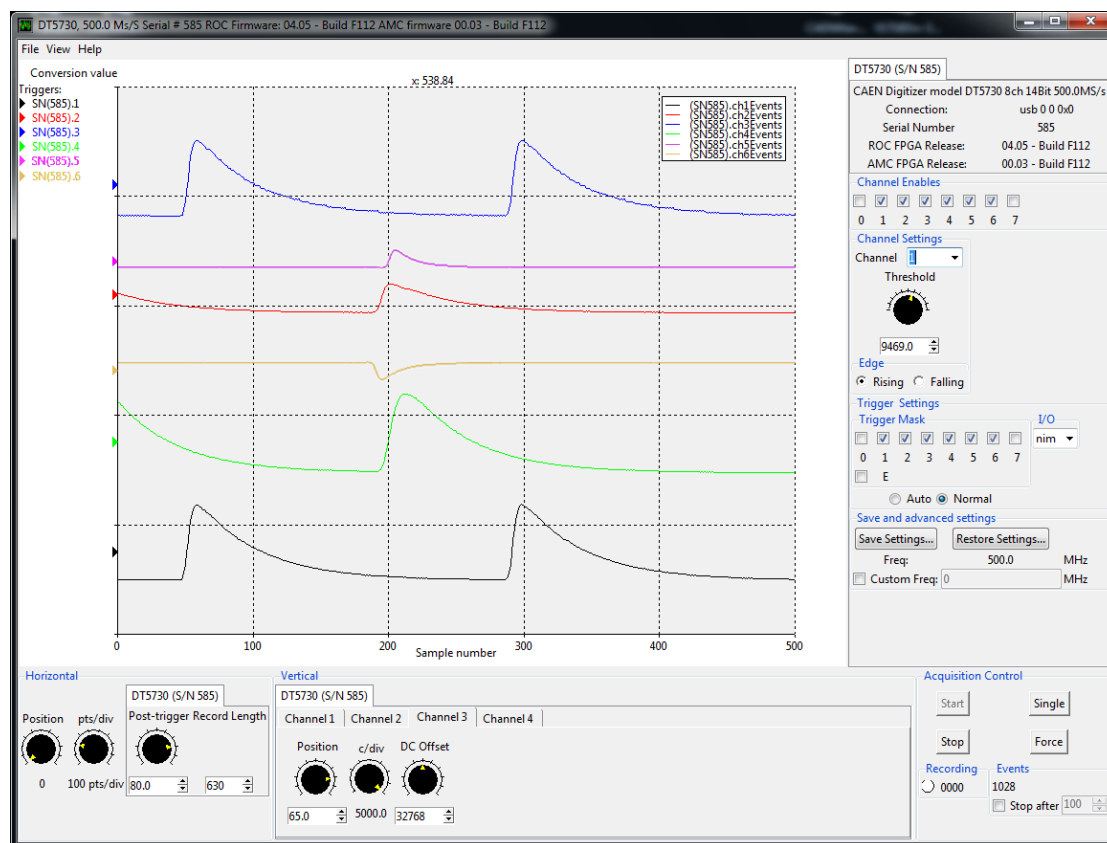 DT5730, 500.0 Ms/S Serial # 585 ROC Firmware: 04.05 - Build F112 AMC firmware 00.03 - Build F112
File View Help
Conversion value
x: 538.84
Triggers:
SN(585).1
SN(585).2
SN(585).3
SN(585).4
SN(585).5
SN(585).6
(SN585).ch1Events
(SN585).ch2Events
(SN585).ch3Events
(SN585).ch4Events
(SN585).ch5Events
(SN585).ch6Events
0 100 200 300 400 500
Sample number
DT5730 (S/N 585)
CAEN Digitizer model DT5730 8ch 14Bit 500.0MS/s
Connection: usb 0 0 0x0
Serial Number 585
ROC FPGA Release: 04.05 - Build F112
AMC FPGA Release: 00.03 - Build F112
Channel Enables
0 1 2 3 4 5 6 7
Channel Settings
Channel 1
Threshold
9469.0
Edge
Rising Falling
Trigger Settings
Trigger Mask I/O
nim
0 1 2 3 4 5 6 7
E
Auto Normal
Save and advanced settings
Save Settings... Restore Settings...
Freq: 500.0 MHz
Custom Freq: 0 MHz
Horizontal
DT5730 (S/N 585)
Position pts/div Post-trigger Record Length
0 100 pts/div 80.0 630
Vertical
DT5730 (S/N 585)
Channel 1 Channel 2 Channel 3 Channel 4
Position c/div DC Offset
65.0 5000.0 32768
Acquisition Control
Start Single
Stop Force
Recording Events
0000 1028
Stop after 100